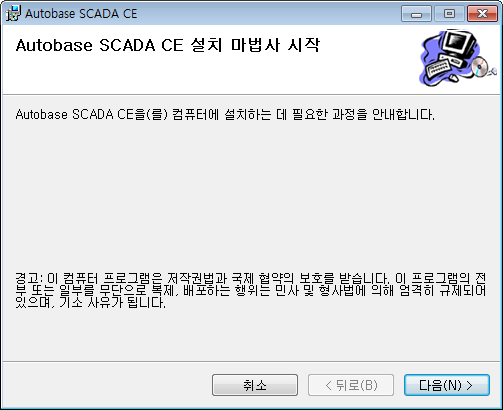 Autobase SCADA CE
Autobase SCADA CE 설치 마법사 시작
Autobase SCADA CE을(를) 컴퓨터에 설치하는 데 필요한 과정을 안내합니다.
경고: 이 컴퓨터 프로그램은 저작권법과 국제 협약의 보호를 받습니다. 이 프로그램의 전
부 또는 일부를 무단으로 복제, 배포하는 행위는 민사 및 형사법에 의해 엄격히 규제되어
있으며, 기소 사유가 됩니다.
취소
< 뒤로(B)
다음(N) >